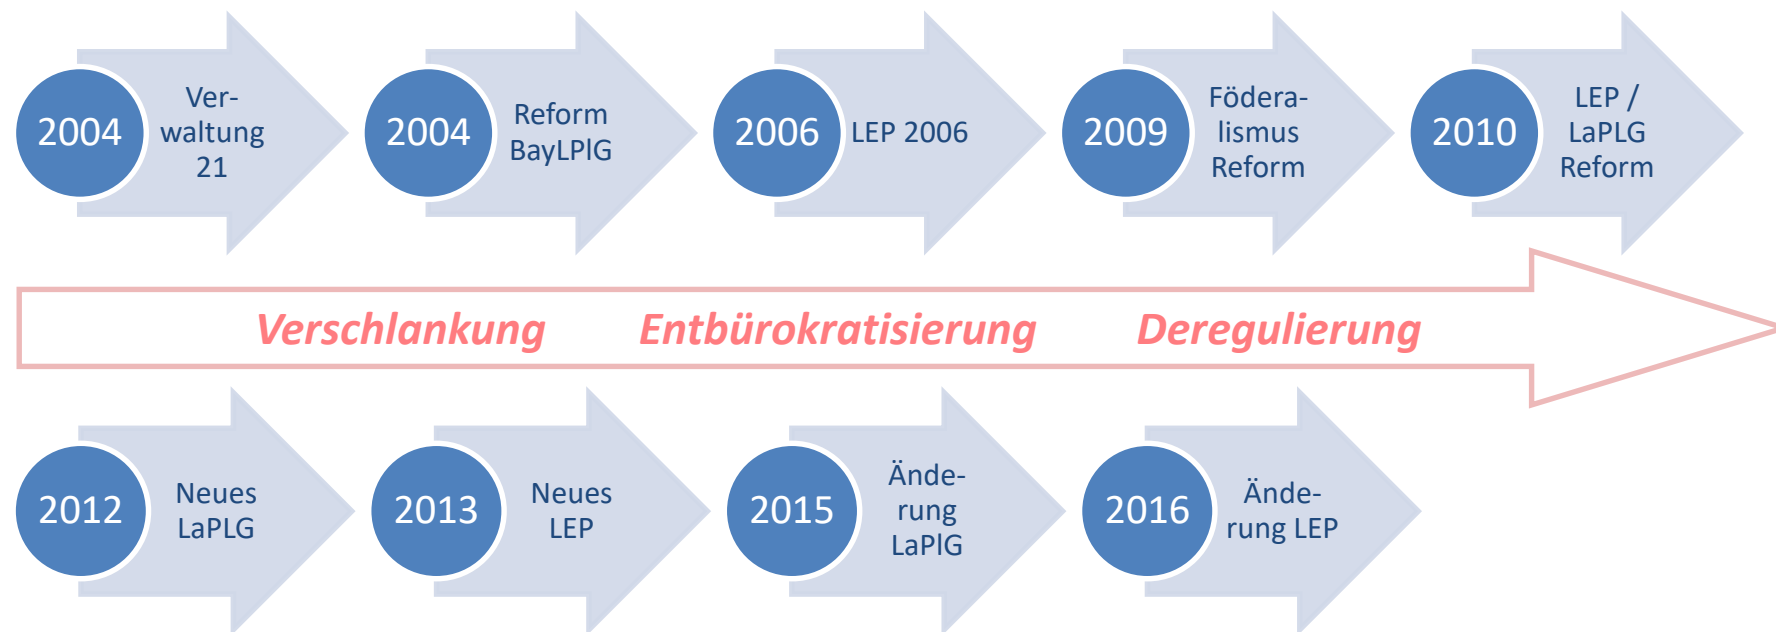 2004
Ver-
waltung
21
2004
Reform
BayLPlG
2006
LEP 2006
2009
Födera-
lismus
Reform
2010
LEP /
LaPLG
Reform
Verschlankung Entbürokratisierung Deregulierung
2012
Neues
LaPLG
2013
Neues
LEP
2015
Ände-
rung
LaPlG
2016
Ände-
rung LEP